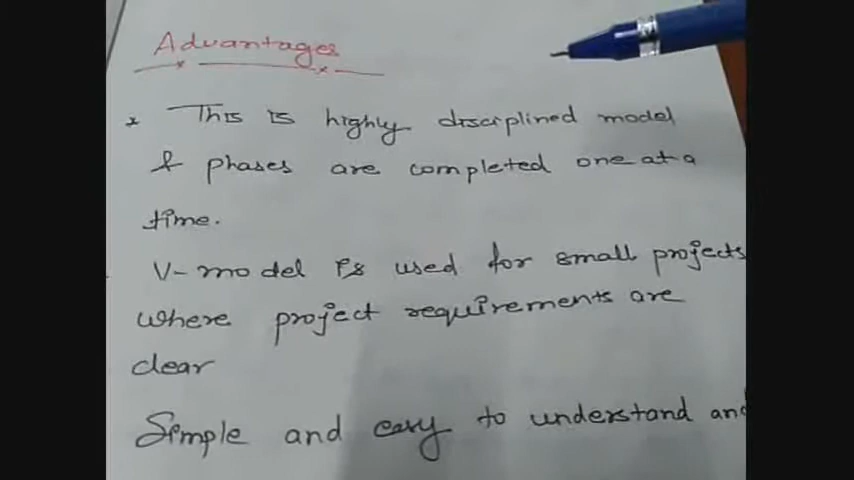 Advantages
* This is highly disciplined model
& phases are completed one at a
time.
V- model is used for small projects
where project requirements are
clear
Simple and easy to understand and